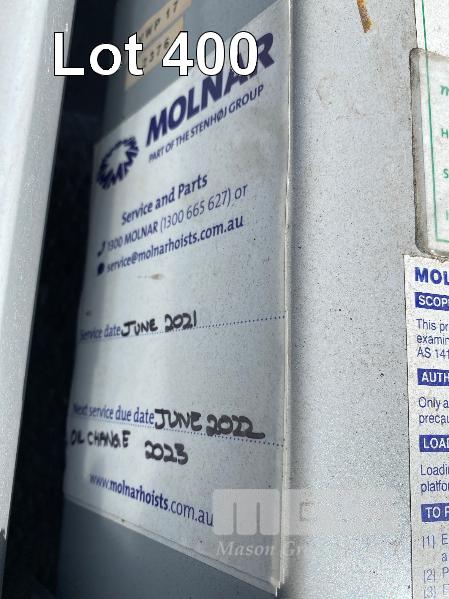 Lot 400
KWP 17
2376
MOLNAR
PART OF THE STENHØJ GROUP
Service and Parts
1300 MOLNAR (1300 665 627) or
service@molnarhoists.com.au
Service date JUNE 2021
Next service due date JUNE 2022
OIL CHANGE 2023
www.molnarhoists.com.au
MOL
SCOP
This pr
examin
AS 141
AUTH
Only a
precau
LOAD
Loadi
platfo
TO F
(1) E
a
(2) P
(3)
Mason Gr